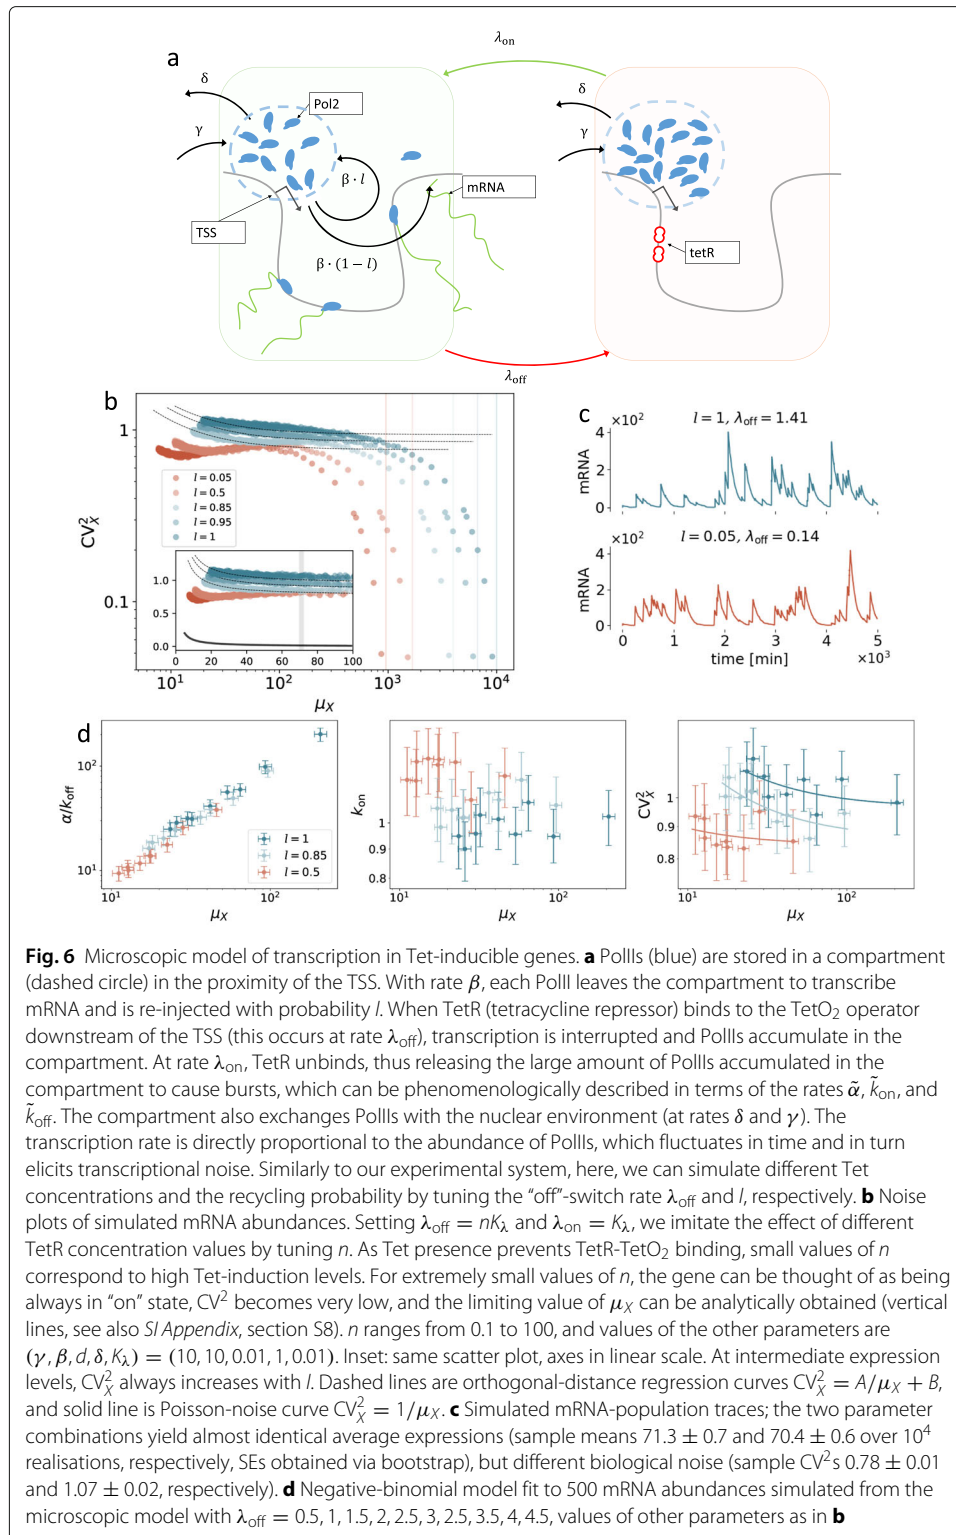 a
λon
δ
γ
Pol2
β · l
mRNA
TSS
β · (1 − l)
δ
γ
tetR
λoff
b
1
0.1
CV²X
l = 0.05
l = 0.5
l = 0.85
l = 0.95
l = 1
1.0
0.5
0.0
0 20 40 60 80 100
10¹ 10² 10³ 10⁴
μX
c
×10² l = 1, λoff = 1.41
4
2
0
mRNA
×10² l = 0.05, λoff = 0.14
4
2
0
mRNA
0 1 2 3 4 5
time [min] ×10³
d
α/koff
10²
10¹
l = 1
l = 0.85
l = 0.5
10¹ 10²
μX
kon
1
0.9
0.8
10¹ 10²
μX
CV²X
1
0.9
0.8
10¹ 10²
μX
Fig. 6 Microscopic model of transcription in Tet-inducible genes. a PolIIs (blue) are stored in a compartment
(dashed circle) in the proximity of the TSS. With rate β, each PolII leaves the compartment to transcribe
mRNA and is re-injected with probability l. When TetR (tetracycline repressor) binds to the TetO₂ operator
downstream of the TSS (this occurs at rate λoff), transcription is interrupted and PolIIs accumulate in the
compartment. At rate λon, TetR unbinds, thus releasing the large amount of PolIIs accumulated in the
compartment to cause bursts, which can be phenomenologically described in terms of the rates α̃, k̃on, and
k̃off. The compartment also exchanges PolIIs with the nuclear environment (at rates δ and γ). The
transcription rate is directly proportional to the abundance of PolIIs, which fluctuates in time and in turn
elicits transcriptional noise. Similarly to our experimental system, here, we can simulate different Tet
concentrations and the recycling probability by tuning the “off”-switch rate λoff and l, respectively. b Noise
plots of simulated mRNA abundances. Setting λoff = nKλ and λon = Kλ, we imitate the effect of different
TetR concentration values by tuning n. As Tet presence prevents TetR-TetO₂ binding, small values of n
correspond to high Tet-induction levels. For extremely small values of n, the gene can be thought of as being
always in “on” state, CV² becomes very low, and the limiting value of μX can be analytically obtained (vertical
lines, see also SI Appendix, section S8). n ranges from 0.1 to 100, and values of the other parameters are
(γ, β, d, δ, Kλ) = (10, 10, 0.01, 1, 0.01). Inset: same scatter plot, axes in linear scale. At intermediate expression
levels, CV²X always increases with l. Dashed lines are orthogonal-distance regression curves CV²X = A/μX + B,
and solid line is Poisson-noise curve CV²X = 1/μX. c Simulated mRNA-population traces; the two parameter
combinations yield almost identical average expressions (sample means 71.3 ± 0.7 and 70.4 ± 0.6 over 10⁴
realisations, respectively, SEs obtained via bootstrap), but different biological noise (sample CV²s 0.78 ± 0.01
and 1.07 ± 0.02, respectively). d Negative-binomial model fit to 500 mRNA abundances simulated from the
microscopic model with λoff = 0.5, 1, 1.5, 2, 2.5, 3, 2.5, 3.5, 4, 4.5, values of other parameters as in b